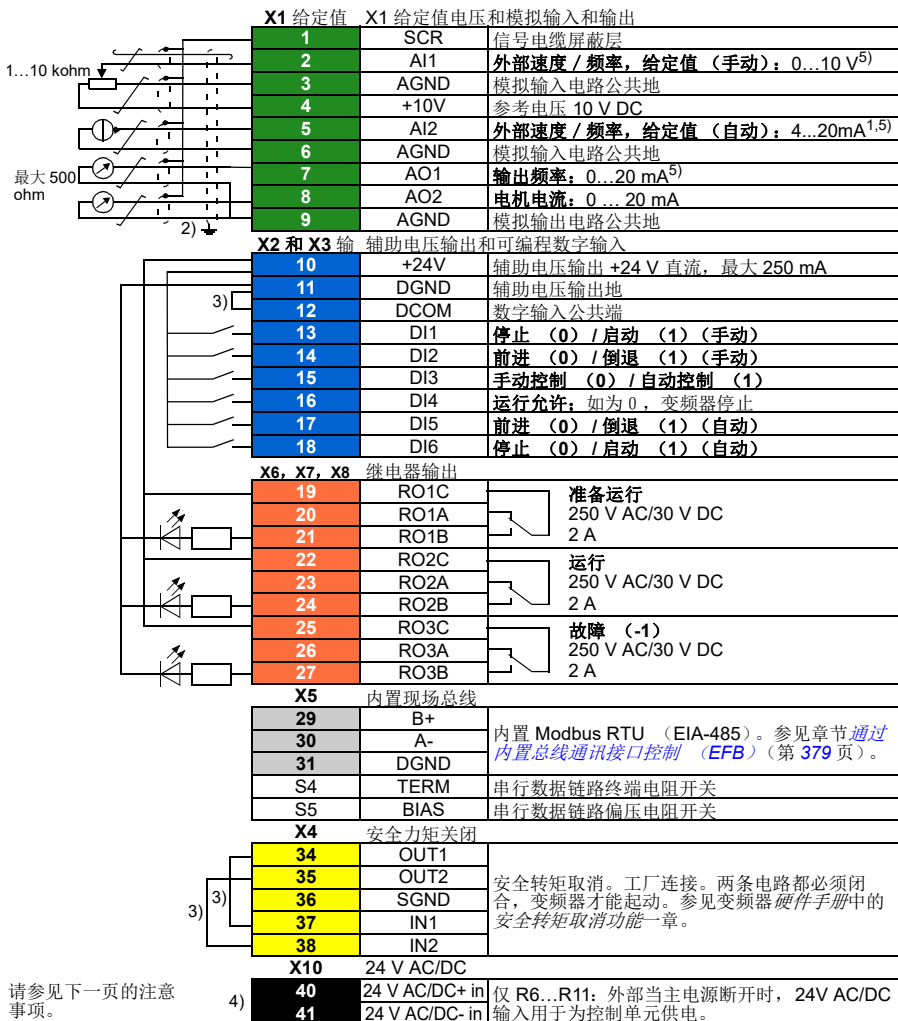 X1 给定值 X1 给定值电压和模拟输入和输出
1 SCR 信号电缆屏蔽层
1…10 kohm
2 AI1 外部速度 / 频率，给定值 （手动）：0…10 V5)
3 AGND 模拟输入电路公共地
4 +10V 参考电压 10 V DC
5 AI2 外部速度 / 频率，给定值 （自动）：4...20mA1,5)
6 AGND 模拟输入电路公共地
最大 500
ohm
7 AO1 输出频率：0…20 mA5)
8 AO2 电机电流：0 … 20 mA
2)
9 AGND 模拟输出电路公共地
X2 和 X3 输 辅助电压输出和可编程数字输入
10 +24V 辅助电压输出 +24 V 直流，最大 250 mA
11 DGND 辅助电压输出地
3)
12 DCOM 数字输入公共端
13 DI1 停止 （0）/ 启动 （1）（手动）
14 DI2 前进 （0）/ 倒退 （1）（手动）
15 DI3 手动控制 （0）/ 自动控制 （1）
16 DI4 运行允许：如为 0，变频器停止
17 DI5 前进 （0）/ 倒退 （1）（自动）
18 DI6 停止 （0）/ 启动 （1）（自动）
X6，X7，X8 继电器输出
19 RO1C 准备运行
20 RO1A 250 V AC/30 V DC
21 RO1B 2 A
22 RO2C 运行
23 RO2A 250 V AC/30 V DC
24 RO2B 2 A
25 RO3C 故障 （-1）
26 RO3A 250 V AC/30 V DC
27 RO3B 2 A
X5 内置现场总线
29 B+
30 A-
31 DGND
内置 Modbus RTU （EIA-485）。参见章节通过
内置总线通讯接口控制 （EFB）（第 379 页）。
S4 TERM 串行数据链路终端电阻开关
S5 BIAS 串行数据链路偏压电阻开关
X4 安全力矩关闭
34 OUT1
35 OUT2
36 SGND
37 IN1
38 IN2
3)
3)
安全转矩取消。工厂连接。两条电路都必须闭
合，变频器才能起动。参见变频器硬件手册中的
安全转矩取消功能一章。
X10 24 V AC/DC
40 24 V AC/DC+ in
41 24 V AC/DC- in
仅 R6…R11：外部当主电源断开时，24V AC/DC
输入用于为控制单元供电。
4)
请参见下一页的注意
事项。